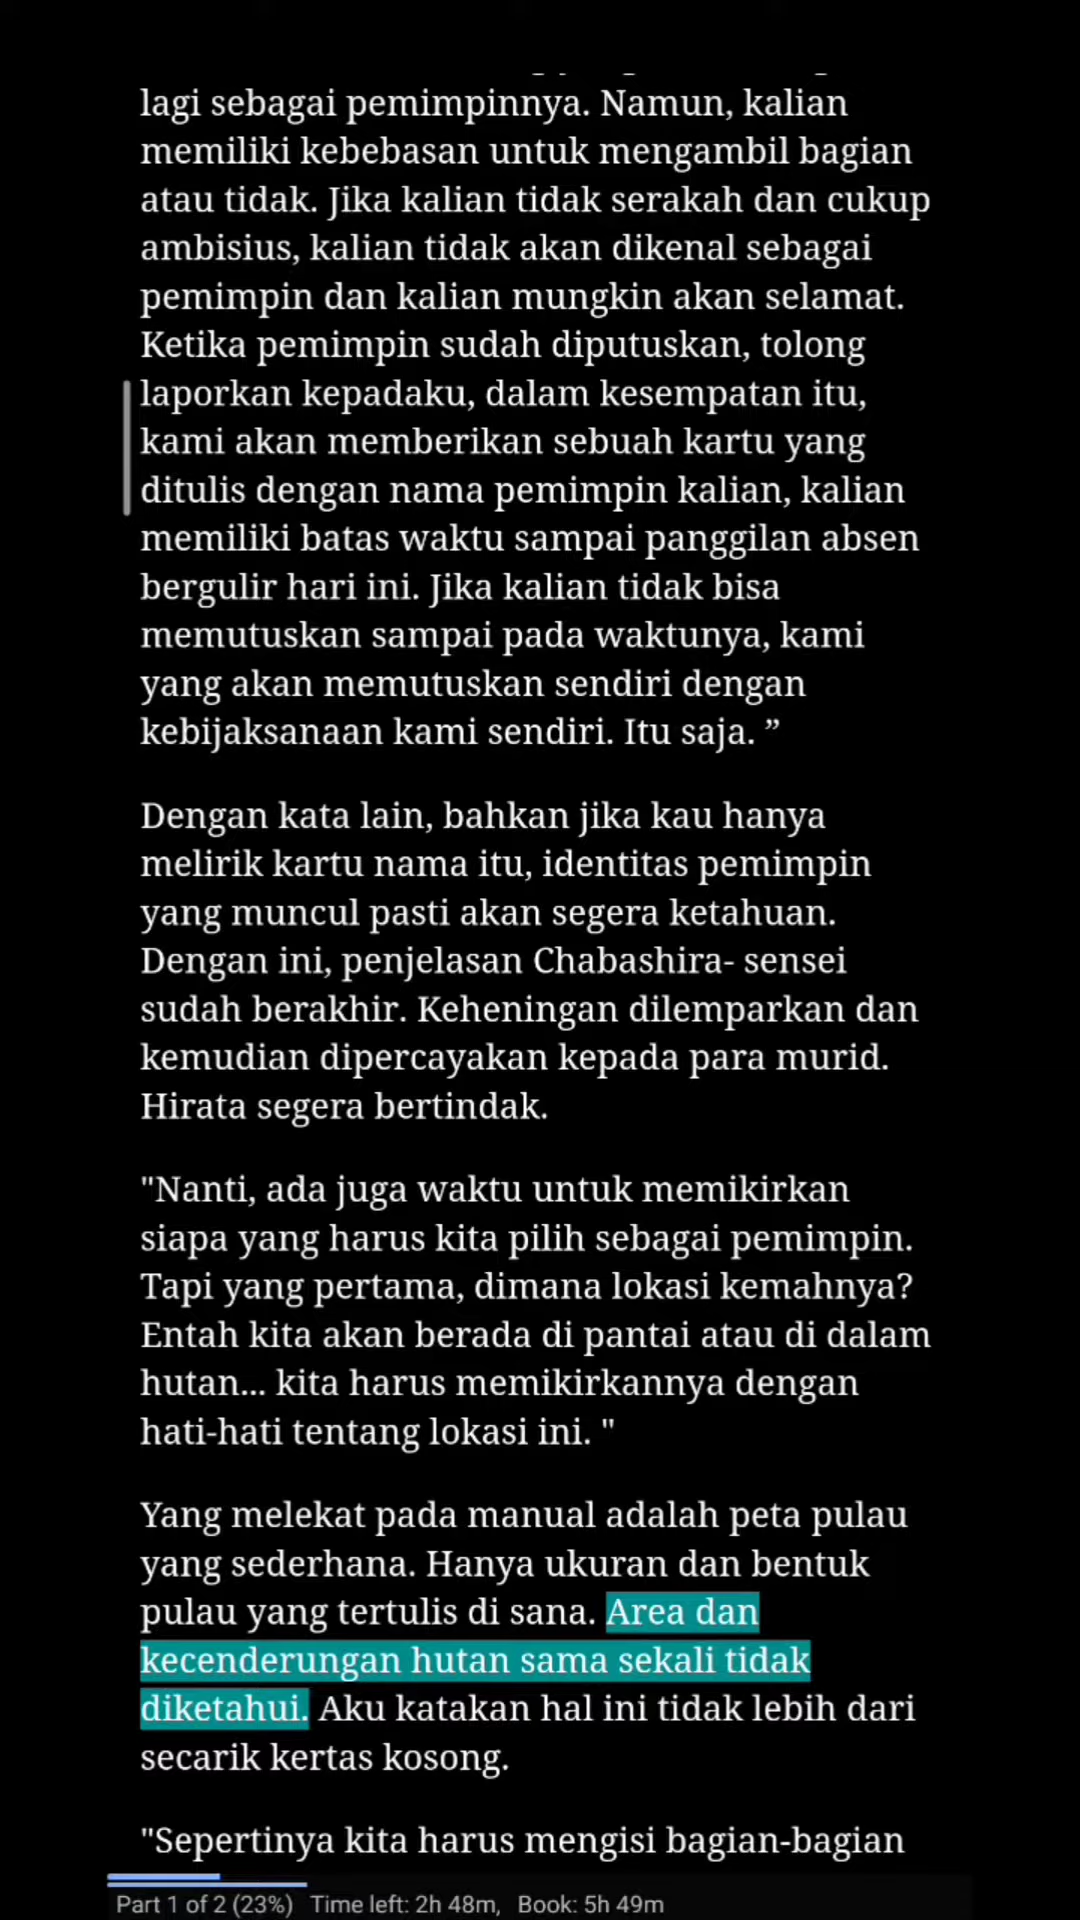 lagi sebagai pemimpinnya. Namun, kalian
memiliki kebebasan untuk mengambil bagian
atau tidak. Jika kalian tidak serakah dan cukup
ambisius, kalian tidak akan dikenal sebagai
pemimpin dan kalian mungkin akan selamat.
Ketika pemimpin sudah diputuskan, tolong
laporkan kepadaku, dalam kesempatan itu,
kami akan memberikan sebuah kartu yang
ditulis dengan nama pemimpin kalian, kalian
memiliki batas waktu sampai panggilan absen
bergulir hari ini. Jika kalian tidak bisa
memutuskan sampai pada waktunya, kami
yang akan memutuskan sendiri dengan
kebijaksanaan kami sendiri. Itu saja. ”
Dengan kata lain, bahkan jika kau hanya
melirik kartu nama itu, identitas pemimpin
yang muncul pasti akan segera ketahuan.
Dengan ini, penjelasan Chabashira- sensei
sudah berakhir. Keheningan dilemparkan dan
kemudian dipercayakan kepada para murid.
Hirata segera bertindak.
"Nanti, ada juga waktu untuk memikirkan
siapa yang harus kita pilih sebagai pemimpin.
Tapi yang pertama, dimana lokasi kemahnya?
Entah kita akan berada di pantai atau di dalam
hutan... kita harus memikirkannya dengan
hati-hati tentang lokasi ini. "
Yang melekat pada manual adalah peta pulau
yang sederhana. Hanya ukuran dan bentuk
pulau yang tertulis di sana. Area dan
kecenderungan hutan sama sekali tidak
diketahui. Aku katakan hal ini tidak lebih dari
secarik kertas kosong.
"Sepertinya kita harus mengisi bagian-bagian
Part 1 of 2 (23%) Time left: 2h 48m, Book: 5h 49m